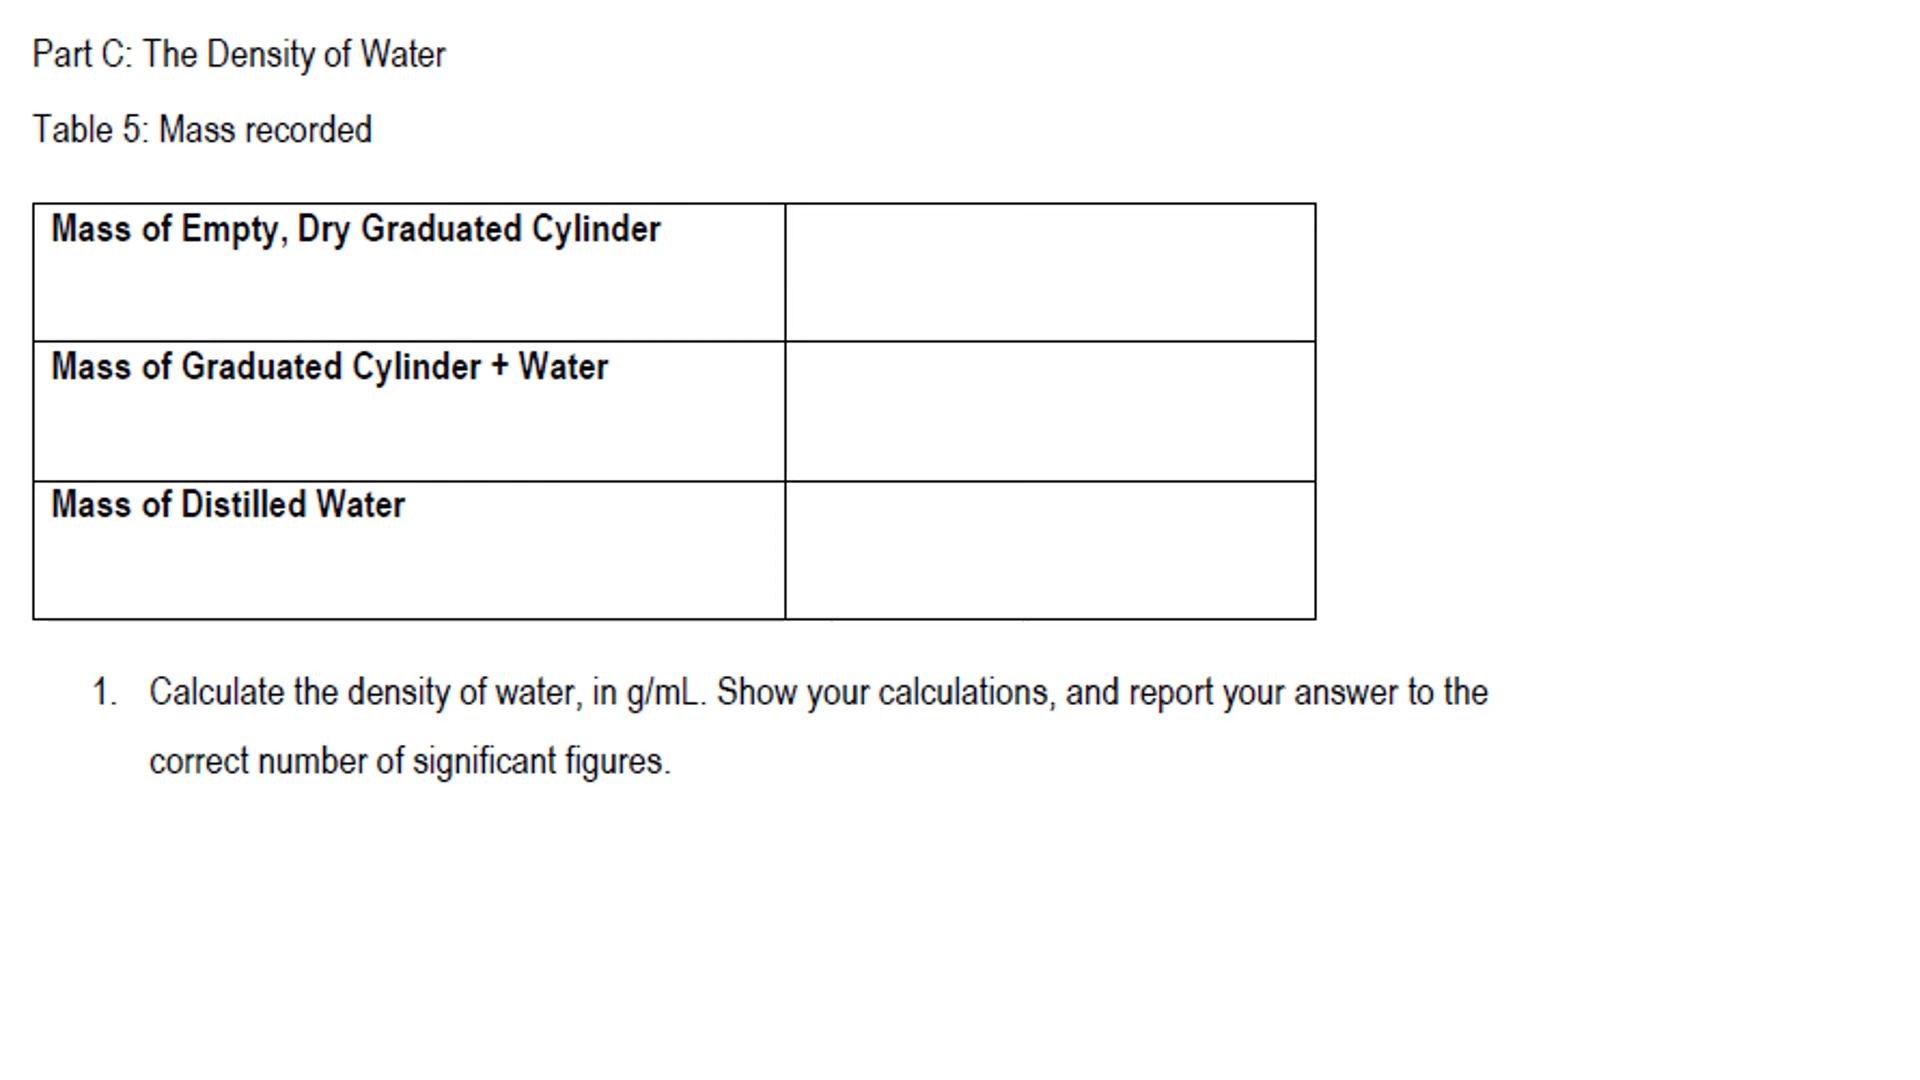 Part C: The Density of Water
Table 5: Mass recorded
Mass of Empty, Dry Graduated Cylinder
Mass of Graduated Cylinder + Water
Mass of Distilled Water
1. Calculate the density of water, in g/mL. Show your calculations, and report your answer to the
correct number of significant figures.